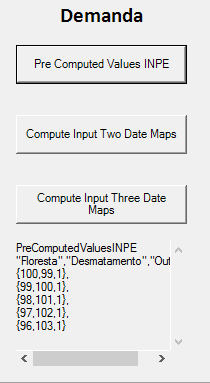 Demanda
Pre Computed Values INPE
Compute Input Two Date Maps
Compute Input Three Date
Maps
PreComputedValuesINPE
"Floresta","Desmatamento","Out
{100,99,1},
{99,100,1},
{98,101,1},
{97,102,1},
{96,103,1}